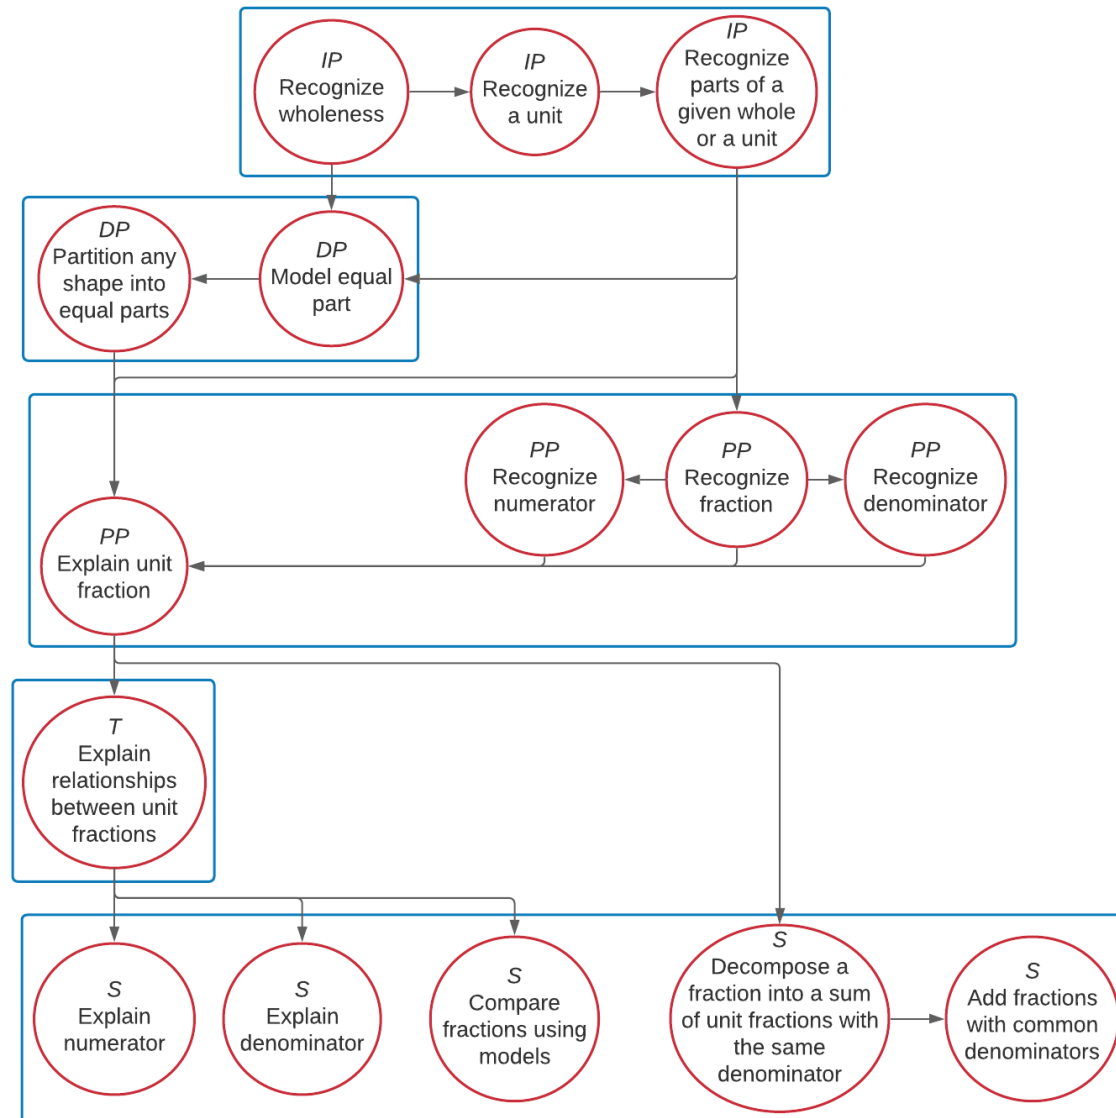 IP
Recognize
wholeness
IP
Recognize
a unit
IP
Recognize
parts of a
given whole
or a unit
DP
Partition any
shape into
equal parts
DP
Model equal
part
PP
Recognize
numerator
PP
Recognize
fraction
PP
Recognize
denominator
PP
Explain unit
fraction
T
Explain
relationships
between unit
fractions
S
Explain
numerator
S
Explain
denominator
S
Compare
fractions using
models
S
Decompose a
fraction into a sum
of unit fractions with
the same
denominator
S
Add fractions
with common
denominators